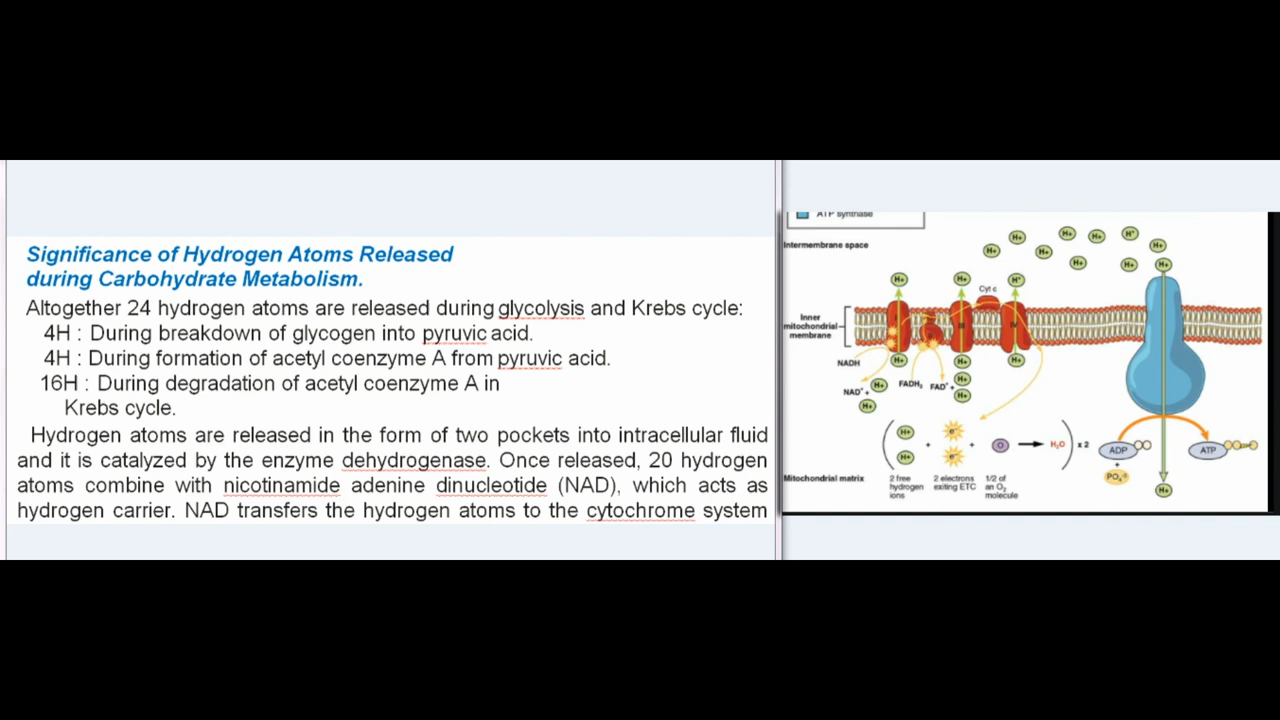 Significance of Hydrogen Atoms Released
during Carbohydrate Metabolism.
Altogether 24 hydrogen atoms are released during glycolysis and Krebs cycle:
4H : During breakdown of glycogen into pyruvic acid.
4H : During formation of acetyl coenzyme A from pyruvic acid.
16H : During degradation of acetyl coenzyme A in
Krebs cycle.
Hydrogen atoms are released in the form of two pockets into intracellular fluid
and it is catalyzed by the enzyme dehydrogenase. Once released, 20 hydrogen
atoms combine with nicotinamide adenine dinucleotide (NAD), which acts as
hydrogen carrier. NAD transfers the hydrogen atoms to the cytochrome system
ATP synthase
Intermembrane space
H+ H+ H+ H+ H+ H+ H+ H+ H+ H+
H+ H+ H+
Cyt c
Inner
mitochondrial
membrane
III IV
H+ H+ H+
NADH
NAD+ + H+
H+
FADH2 FAD+ + H+
H+
H+ + e- + O → H2O x 2
H+ e-
ADP
+
PO4
ATP
H+
Mitochondrial matrix
2 free
hydrogen
ions
2 electrons
exiting ETC
1/2 of
an O2
molecule